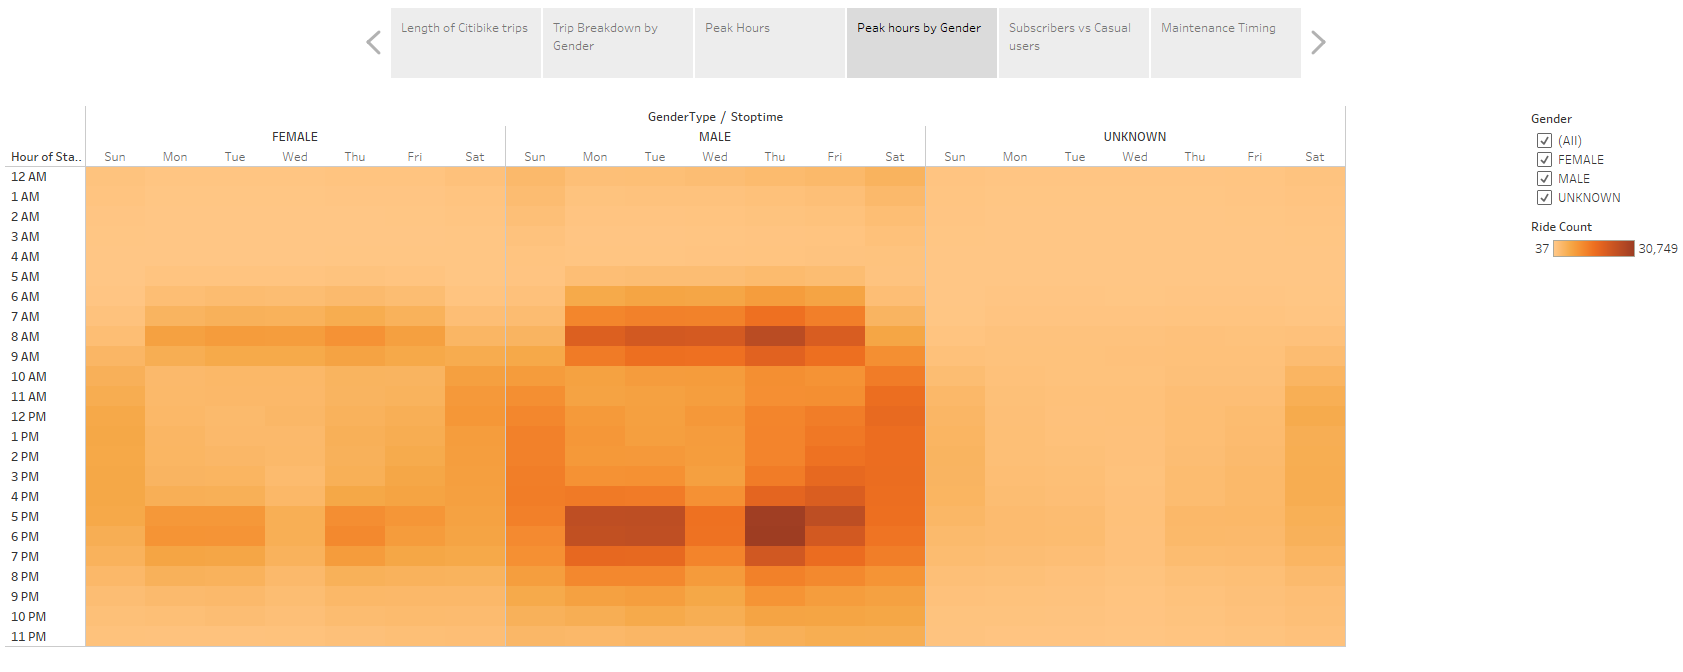 Length of Citibike trips
Trip Breakdown by
Gender
Peak Hours
Peak hours by Gender
Subscribers vs Casual
users
Maintenance Timing
GenderType / Stoptime
FEMALE MALE UNKNOWN
Hour of Sta.. Sun Mon Tue Wed Thu Fri Sat Sun Mon Tue Wed Thu Fri Sat Sun Mon Tue Wed Thu Fri Sat
12 AM
1 AM
2 AM
3 AM
4 AM
5 AM
6 AM
7 AM
8 AM
9 AM
10 AM
11 AM
12 PM
1 PM
2 PM
3 PM
4 PM
5 PM
6 PM
7 PM
8 PM
9 PM
10 PM
11 PM
Gender
(All)
FEMALE
MALE
UNKNOWN
Ride Count
37 30,749